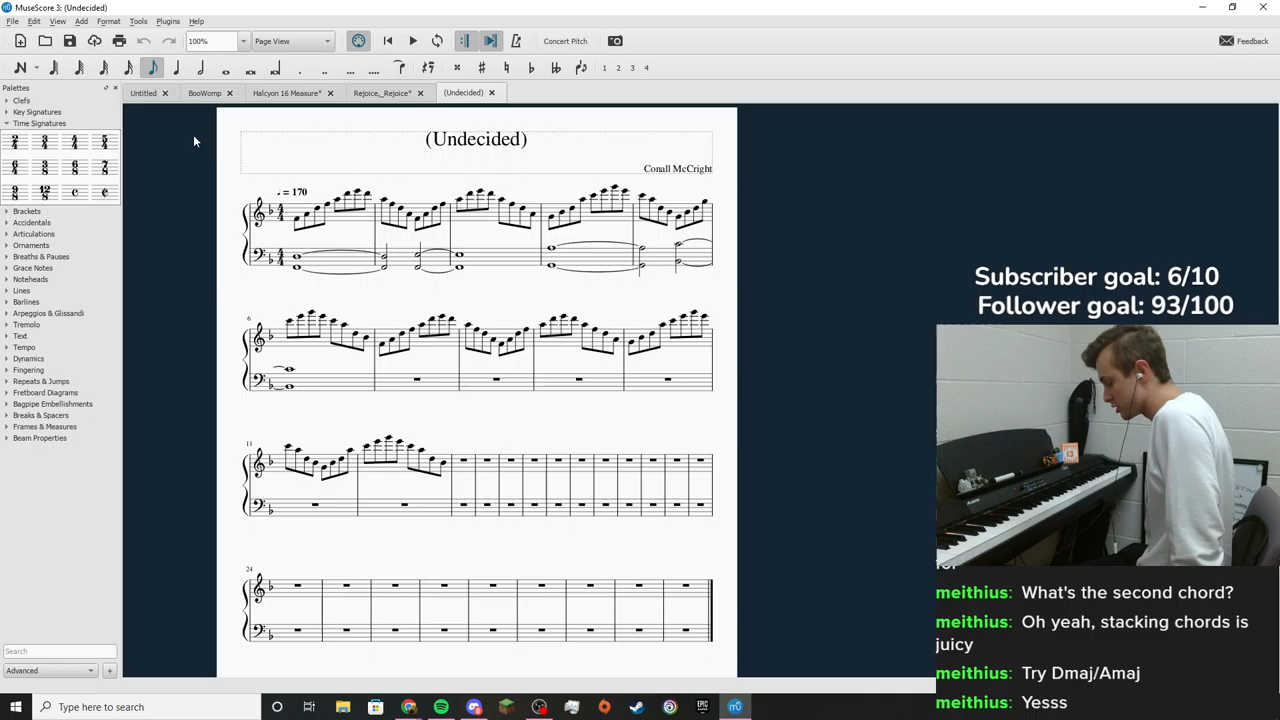 MuseScore 3: (Undecided)
File Edit View Add Format Tools Plugins Help
100% Page View Concert Pitch Feedback
1 2 3 4
Palettes
Untitled BooWomp Halcyon 16 Measure* Rejoice,_Rejoice* (Undecided)
Clefs
Key Signatures
Time Signatures
Brackets
Accidentals
Articulations
Ornaments
Breaths & Pauses
Grace Notes
Noteheads
Lines
Barlines
Arpeggios & Glissandi
Tremolo
Text
Tempo
Dynamics
Fingering
Repeats & Jumps
Fretboard Diagrams
Bagpipe Embellishments
Breaks & Spacers
Frames & Measures
Beam Properties
Search
Advanced
(Undecided)
Conall McCright
= 170
6
11
24
Subscriber goal: 6/10
Follower goal: 93/100
meithius: What's the second chord?
meithius: Oh yeah, stacking chords is
juicy
meithius: Try Dmaj/Amaj
meithius: Yesss
Type here to search